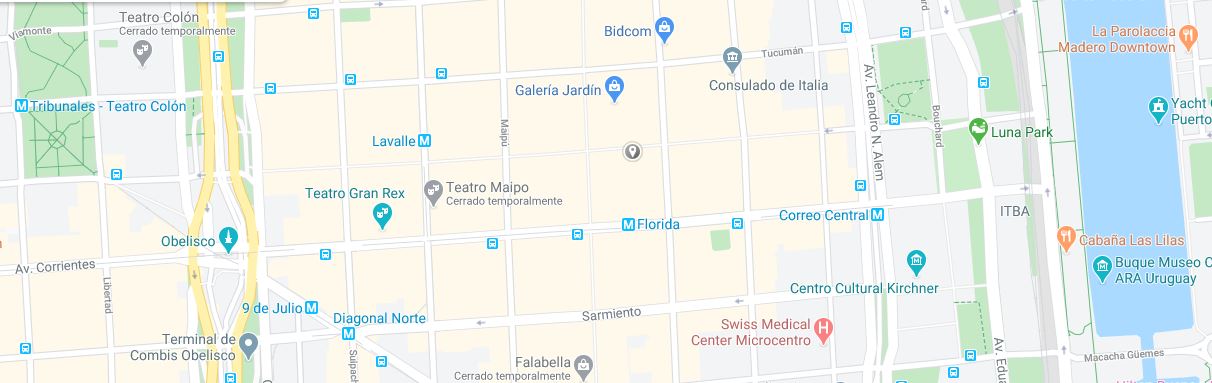 Teatro Colón
Cerrado temporalmente
Viamonte
Bidcom
Tucumán
Consulado de Italia
La Parolaccia
Madero Downtown
Galería Jardín
Tribunales - Teatro Colón
Av. Leandro N. Alem
Bouchard
Yacht
Puerto
Luna Park
Lavalle
Maipú
Teatro Maipo
Cerrado temporalmente
Teatro Gran Rex
Florida
Correo Central
ITBA
Obelisco
Cabaña Las Lilas
Av. Corrientes
Buque Museo C
ARA Uruguay
Libertad
Centro Cultural Kirchner
9 de Julio
Diagonal Norte
Sarmiento
Swiss Medical
Center Microcentro
Terminal de
Combis Obelisco
Suipach
Av. Edua
Macacha Güemes
Falabella
Cerrado temporalmente